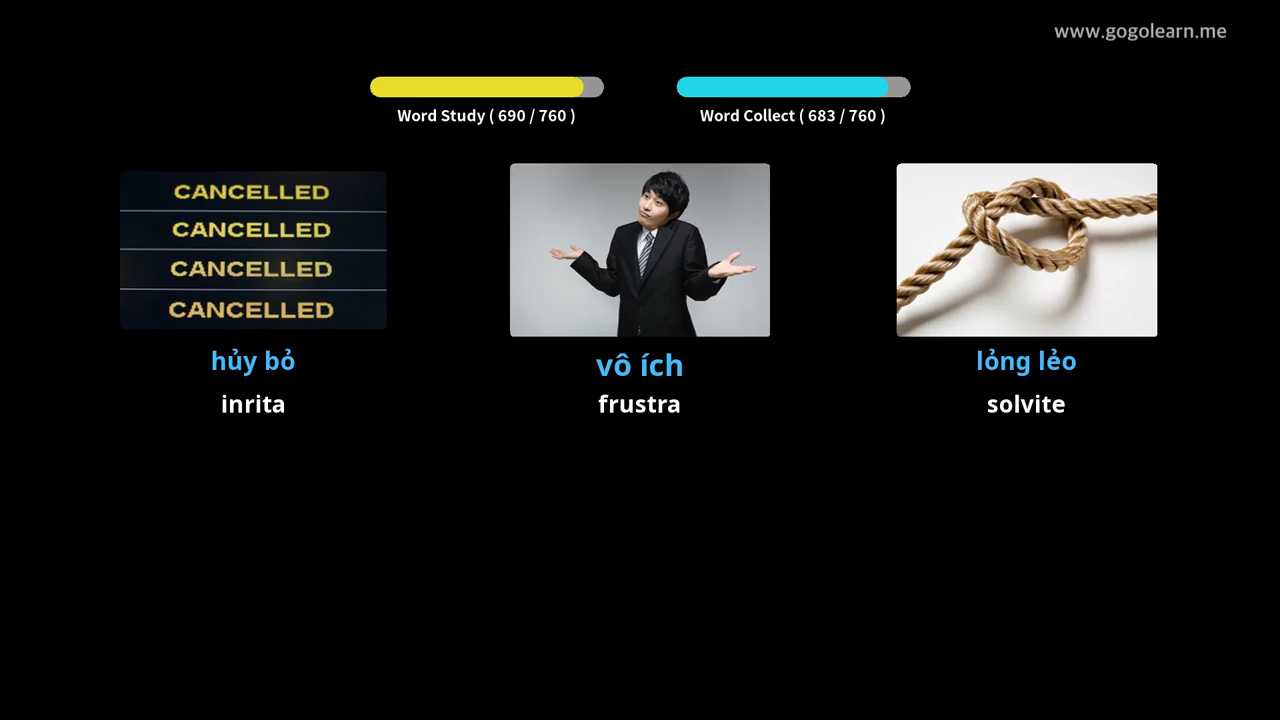 www.gogolearn.me
Word Study ( 690 / 760 )
Word Collect ( 683 / 760 )
CANCELLED
CANCELLED
CANCELLED
CANCELLED
hủy bỏ
inrita
vô ích
frustra
lỏng lẻo
solvite